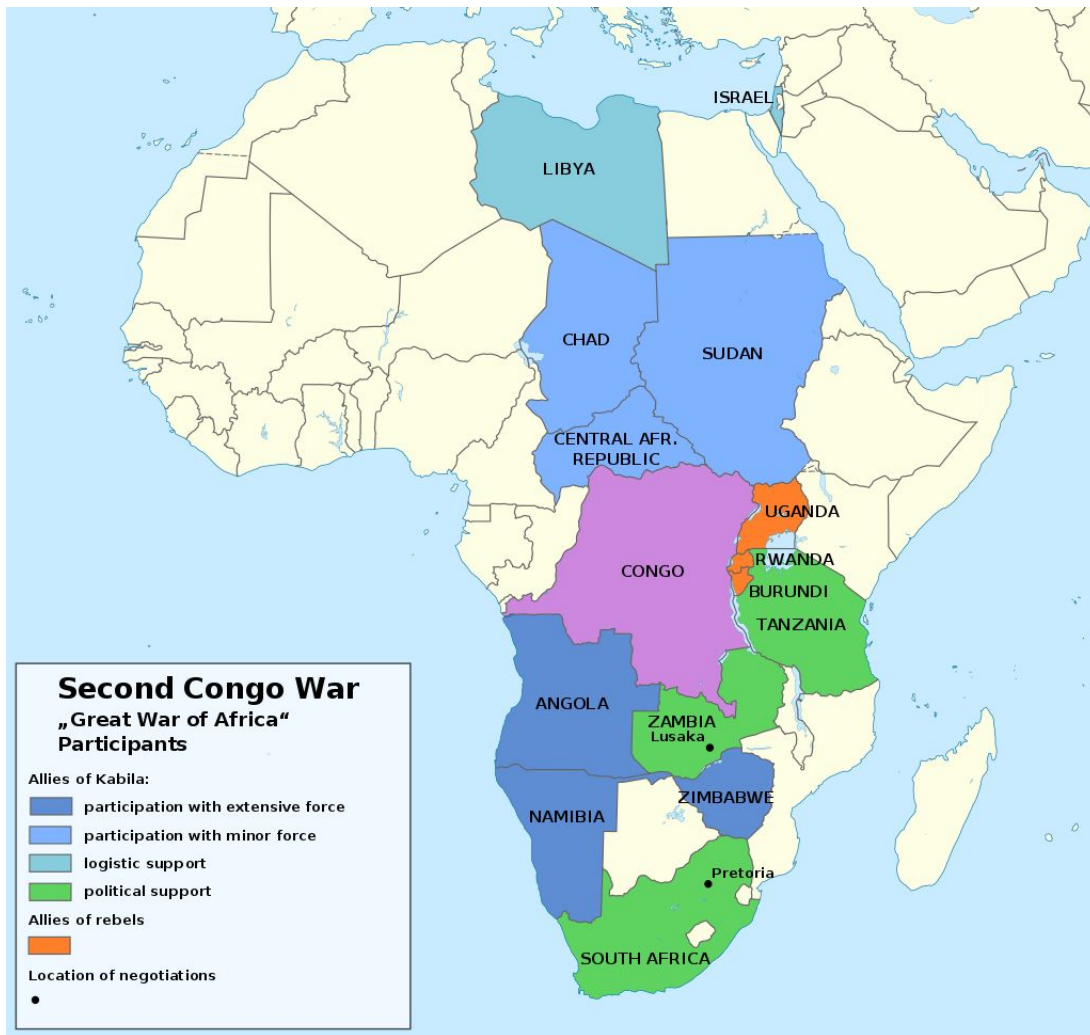 ISRAEL
LIBYA
CHAD
SUDAN
CENTRAL AFR.
REPUBLIC
UGANDA
RWANDA
CONGO
BURUNDI
TANZANIA
ANGOLA
ZAMBIA
Lusaka
NAMIBIA
ZIMBABWE
Pretoria
SOUTH AFRICA
Second Congo War
„Great War of Africa“
Participants
Allies of Kabila:
participation with extensive force
participation with minor force
logistic support
political support
Allies of rebels
Location of negotiations